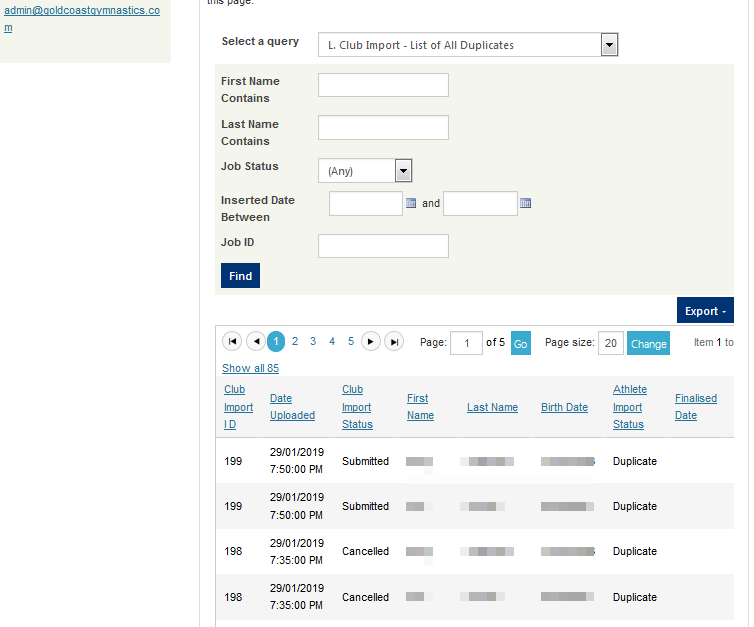 this page.
admin@goldcoastgymnastics.co
m
Select a query L. Club Import - List of All Duplicates
First Name
Contains
Last Name
Contains
Job Status (Any)
Inserted Date
Between and
Job ID
Find
Export
1 2 3 4 5 Page: 1 of 5 Go Page size: 20 Change Item 1 to
Show all 85
Club Import ID Date Uploaded Club Import Status First Name Last Name Birth Date Athlete Import Status Finalised Date
199 29/01/2019 7:50:00 PM Submitted Duplicate
199 29/01/2019 7:50:00 PM Submitted Duplicate
198 29/01/2019 7:35:00 PM Cancelled Duplicate
198 29/01/2019 7:35:00 PM Cancelled Duplicate